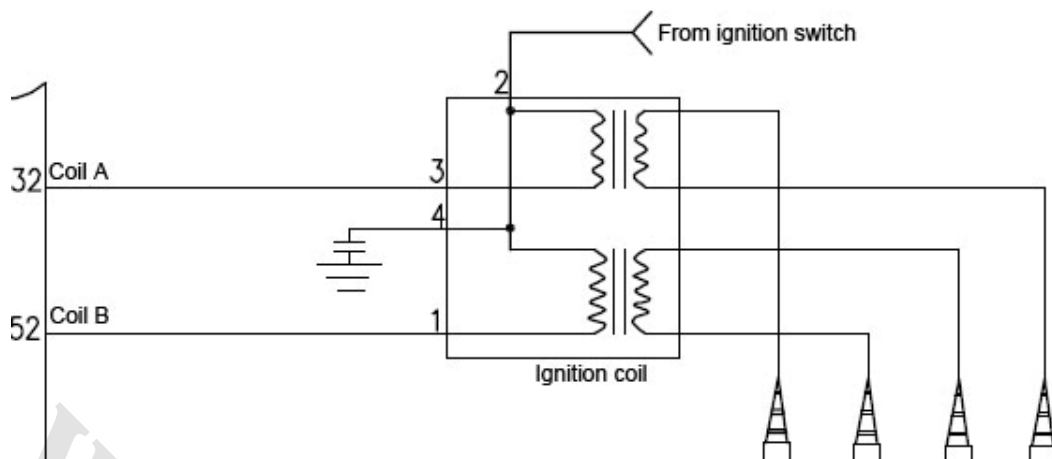 From ignition switch
2
32 Coil A
3
4
52 Coil B
1
Ignition coil